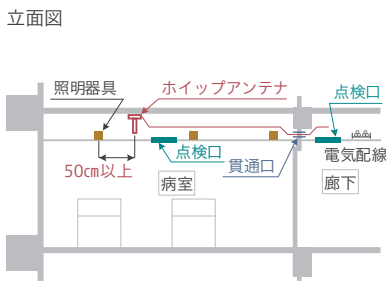 立面図
照明器具
ホイップアンテナ
点検口
点検口
電気配線
50㎝以上
貫通口
病室
廊下